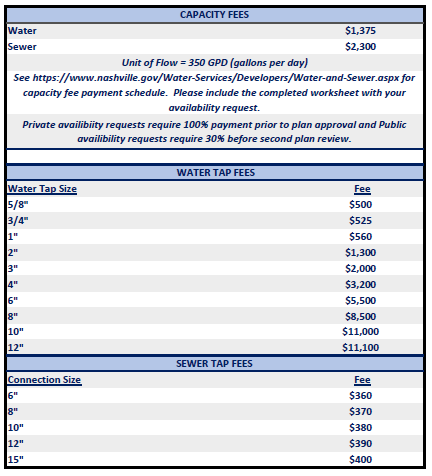 CAPACITY FEES
Water $1,375
Sewer $2,300
Unit of Flow = 350 GPD (gallons per day)
See https://www.nashville.gov/Water-Services/Developers/Water-and-Sewer.aspx for
capacity fee payment schedule. Please include the completed worksheet with your
availability request.
Private availibiity requests require 100% payment prior to plan approval and Public
availibility requests require 30% before second plan review.
WATER TAP FEES
Water Tap Size Fee
5/8" $500
3/4" $525
1" $560
2" $1,300
3" $2,000
4" $3,200
6" $5,500
8" $8,500
10" $11,000
12" $11,100
SEWER TAP FEES
Connection Size Fee
6" $360
8" $370
10" $380
12" $390
15" $400